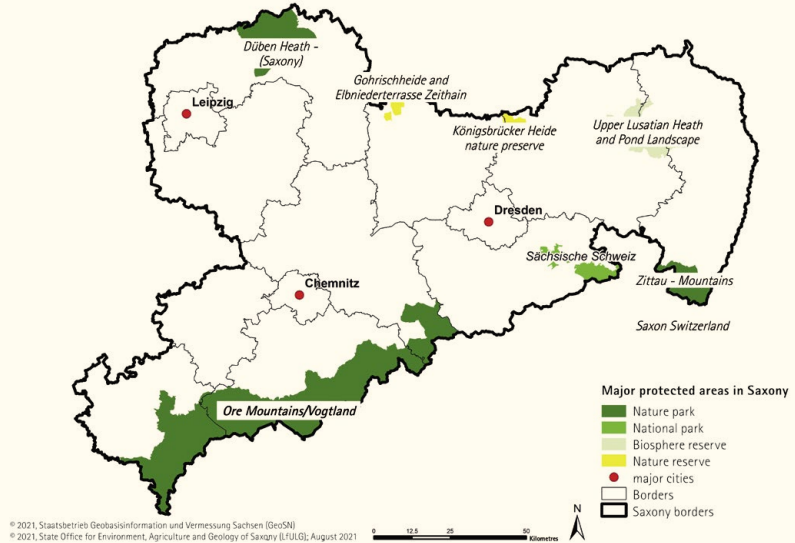 Düben Heath -
(Saxony)
Leipzig
Gohrischheide and
Elbniederterrasse Zeithain
Königsbrücker Heide
nature preserve
Upper Lusatian Heath
and Pond Landscape
Dresden
Sächsische Schweiz
Zittau - Mountains
Chemnitz
Saxon Switzerland
Ore Mountains/Vogtland
Major protected areas in Saxony
Nature park
National park
Biosphere reserve
Nature reserve
major cities
Borders
Saxony borders
© 2021, Staatsbetrieb Geobasisinformation und Vermessung Sachsen (GeoSN)
© 2021, State Office for Environment, Agriculture and Geology of Saxony (LfULG); August 2021
0 12.5 25 50
Kilometres
N